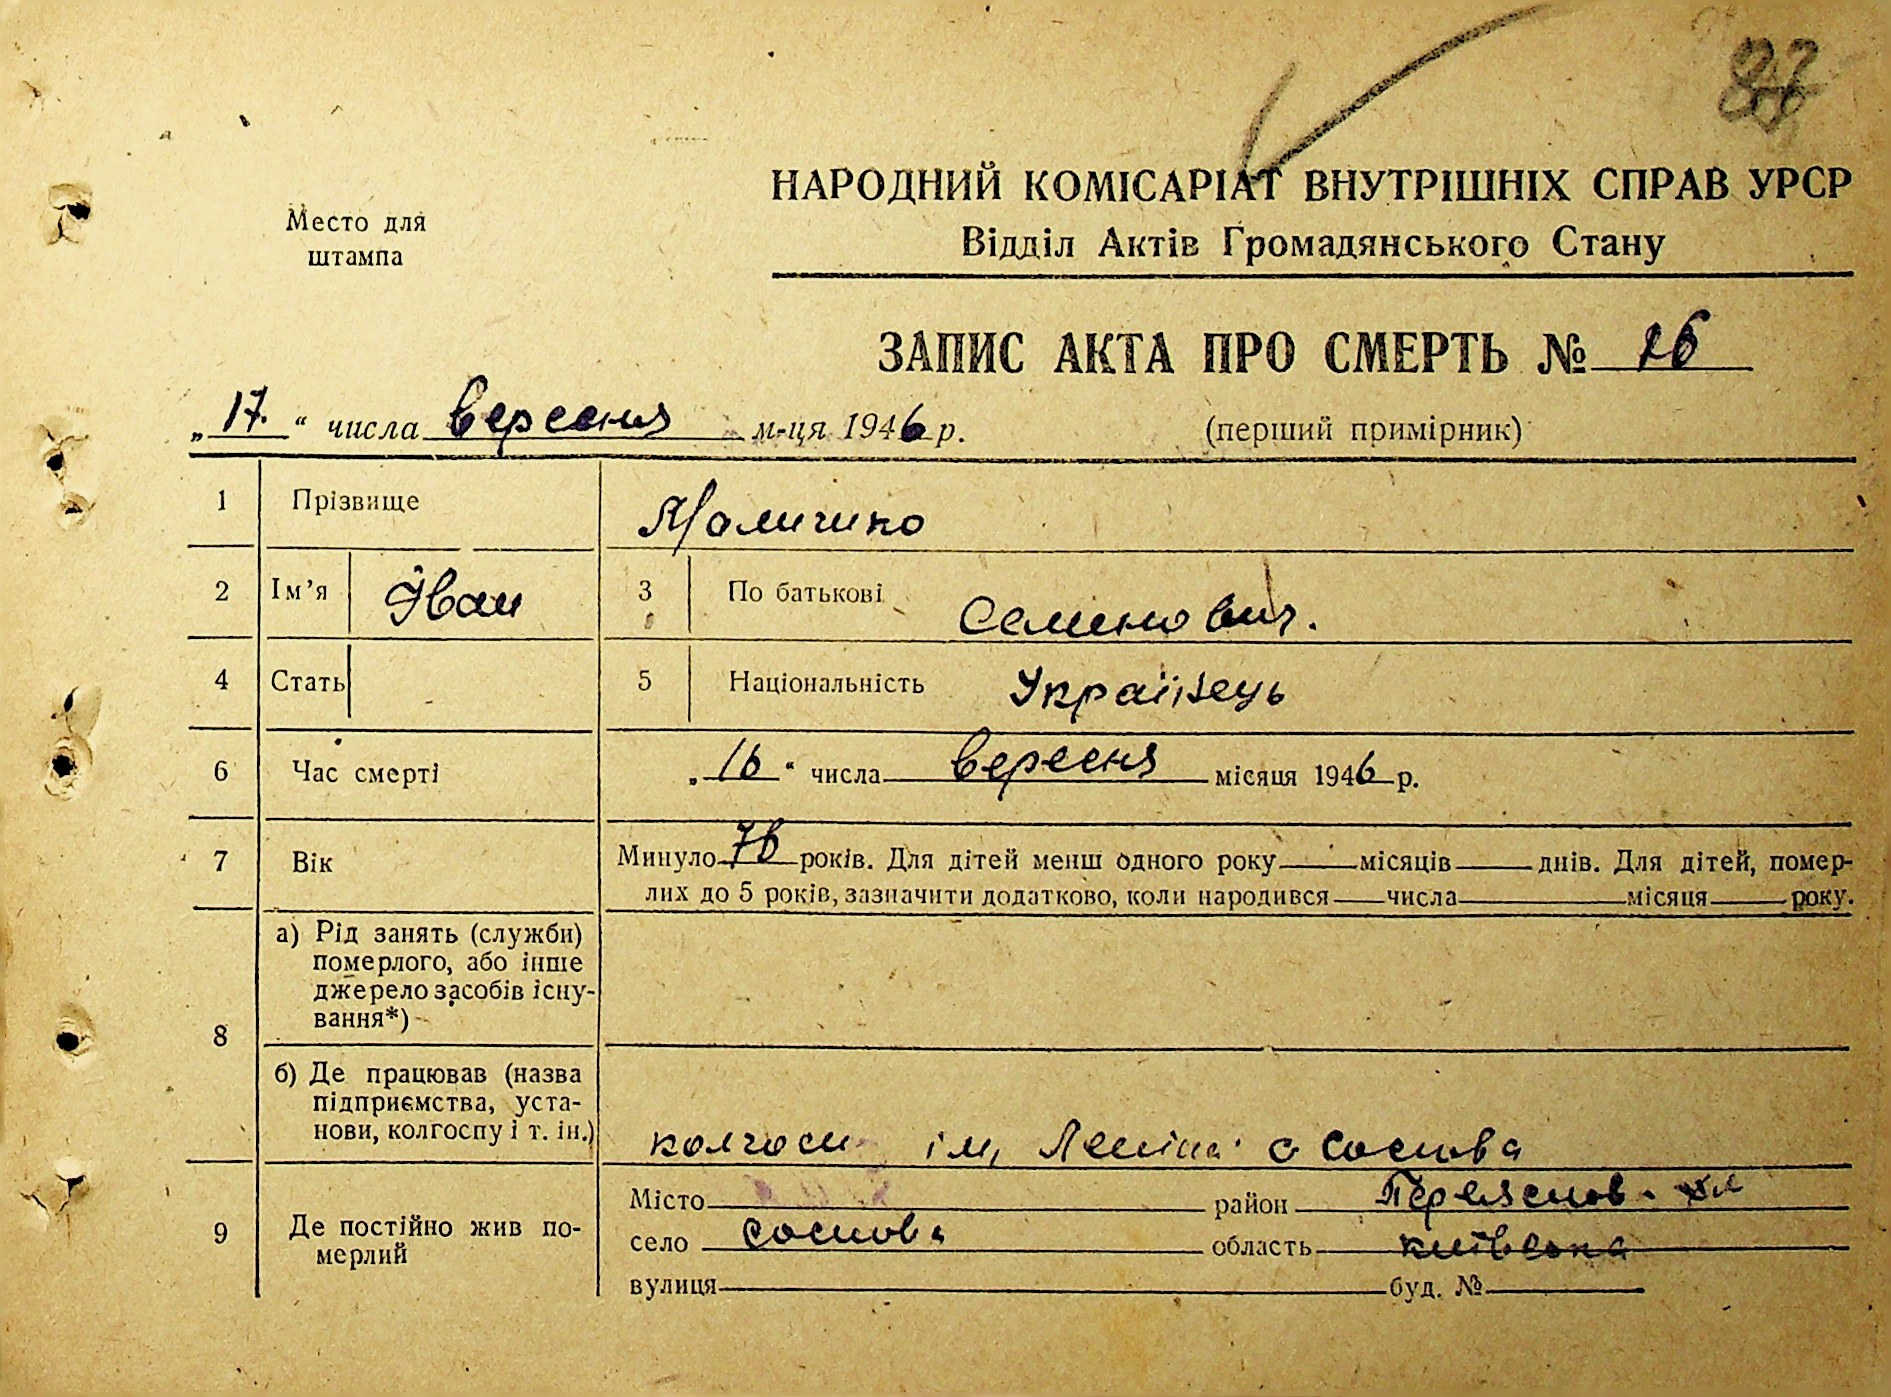 Место для
штампа
НАРОДНИЙ КОМІСАРІАТ ВНУТРІШНІХ СПРАВ УРСР
Відділ Актів Громадянського Стану
ЗАПИС АКТА ПРО СМЕРТЬ №
„17.“ числа вересня м-ця 1946 р. (перший примірник)
1 Прізвище
2 Ім’я Іван 3 По батькові Семенович.
4 Стать 5 Національність Українець
6 Час смерті „16“ числа вересня місяця 1946 р.
7 Вік Минуло 76 років. Для дітей менш одного року місяців днів. Для дітей, помер-
лих до 5 років, зазначити додатково, коли народився числа місяця року.
8 а) Рід занять (служби)
померлого, або інше
джерело засобів існу-
вання*)
б) Де працював (назва
підприємства, уста-
нови, колгоспу і т. ін.) колгосп ім, Леніна с Соснова
9 Де постійно жив по-
мерлий
Місто район
село Соснова область київська
вулиця буд. №